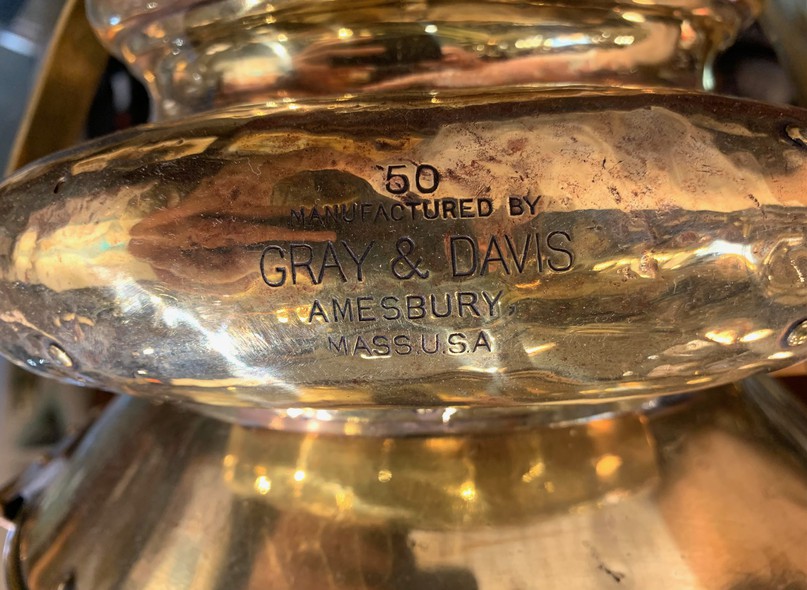 50
MANUFACTURED BY
GRAY & DAVIS
AMESBURY,
MASS.U.S.A